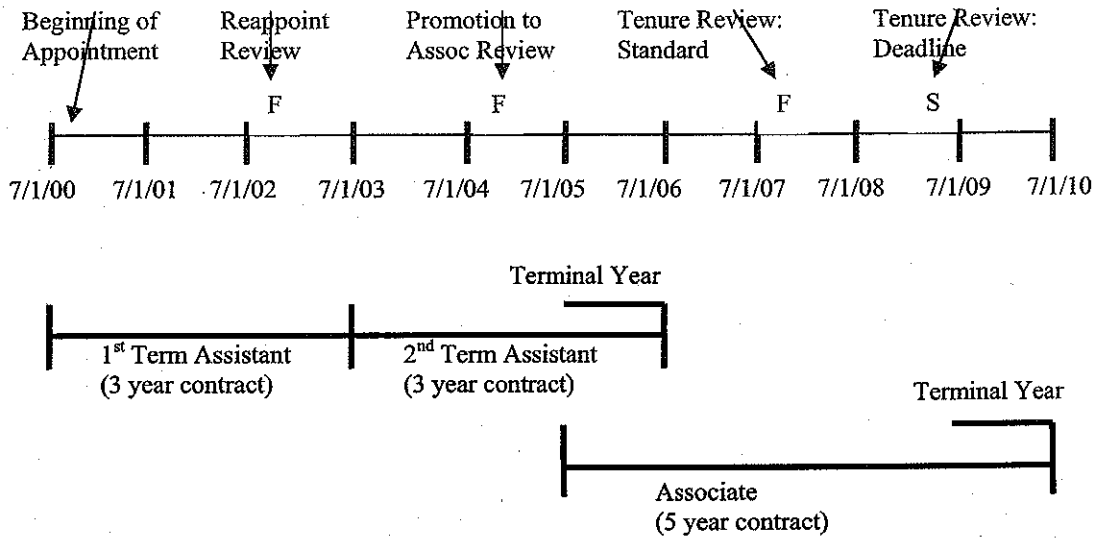 Beginning of Appointment
Reappoint Review
Promotion to Assoc Review
Tenure Review: Standard
Tenure Review: Deadline
F F F S
7/1/00 7/1/01 7/1/02 7/1/03 7/1/04 7/1/05 7/1/06 7/1/07 7/1/08 7/1/09 7/1/10
Terminal Year
1st Term Assistant
(3 year contract)
2nd Term Assistant
(3 year contract)
Terminal Year
Associate
(5 year contract)